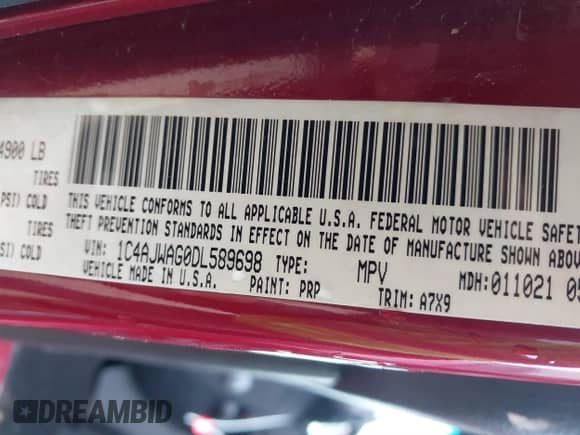 4900 LB
TIRES
PSI) COLD
TIRES
PSI) COLD
THIS VEHICLE CONFORMS TO ALL APPLICABLE U.S.A. FEDERAL MOTOR VEHICLE SAFET
THEFT PREVENTION STANDARDS IN EFFECT ON THE DATE OF MANUFACTURE SHOWN ABOV
VIN: 1C4AJWAG0DL589698 TYPE: MPV MDH:011021 05
VEHICLE MADE IN U.S.A. PAINT: PRP TRIM: A7X9
DREAMBID